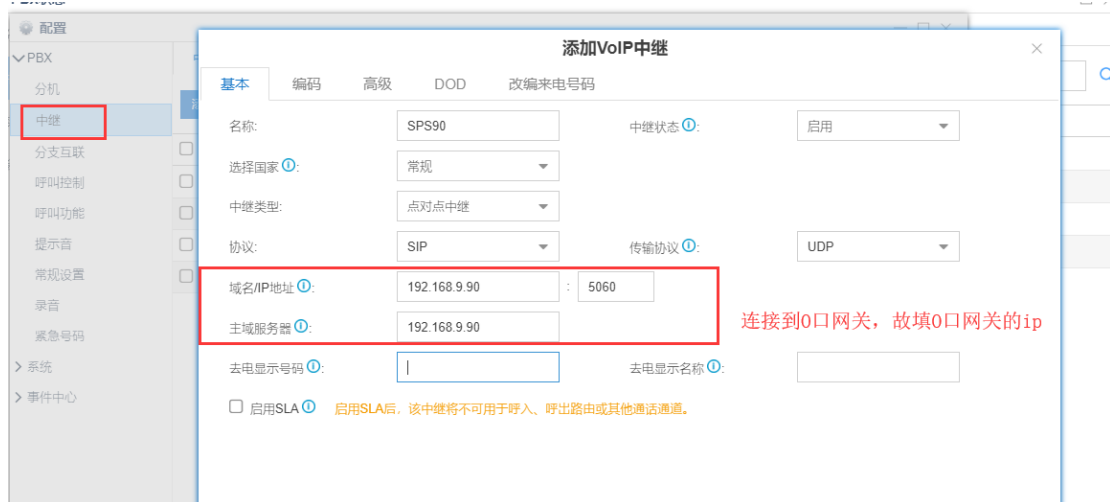 配置
添加VoIP中继
PBX
基本 编码 高级 DOD 改编来电号码
分机
中继
名称: SPS90 中继状态: 启用
分支互联
选择国家: 常规
呼叫控制
呼叫功能
中继类型: 点对点中继
提示音
协议: SIP 传输协议: UDP
常规设置
域名/IP地址: 192.168.9.90 : 5060
录音
主域服务器: 192.168.9.90
连接到O口网关，故填O口网关的ip
紧急号码
系统
去电显示号码: 去电显示名称:
事件中心
启用SLA 启用SLA后，该中继将不可用于呼入、呼出路由或其他通话通道。